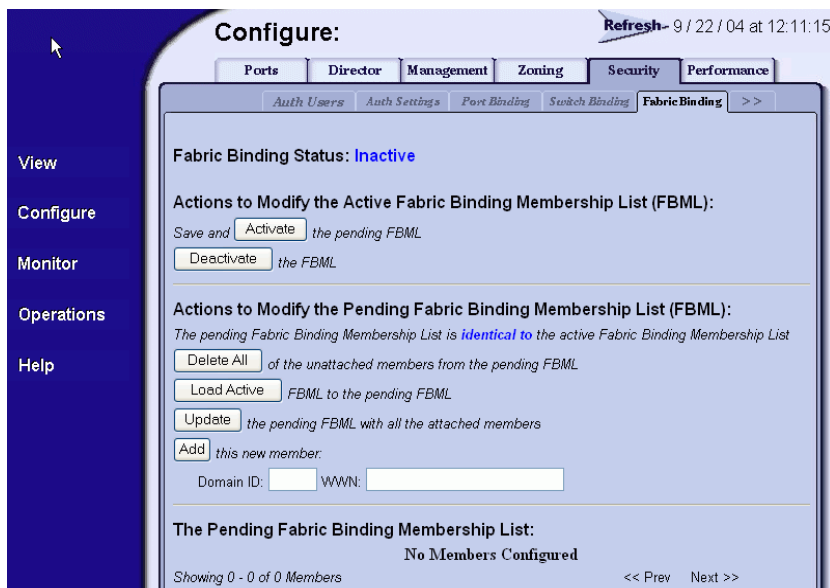 Configure:
Refresh - 9 / 22 / 04 at 12:11:15
Ports Director Management Zoning Security Performance
Auth Users Auth Settings Port Binding Switch Binding Fabric Binding >>
View
Configure
Monitor
Operations
Help
Fabric Binding Status: Inactive
Actions to Modify the Active Fabric Binding Membership List (FBML):
Save and Activate the pending FBML
Deactivate the FBML
Actions to Modify the Pending Fabric Binding Membership List (FBML):
The pending Fabric Binding Membership List is identical to the active Fabric Binding Membership List
Delete All of the unattached members from the pending FBML
Load Active FBML to the pending FBML
Update the pending FBML with all the attached members
Add this new member:
Domain ID: WWN:
The Pending Fabric Binding Membership List:
No Members Configured
Showing 0 - 0 of 0 Members << Prev Next >>